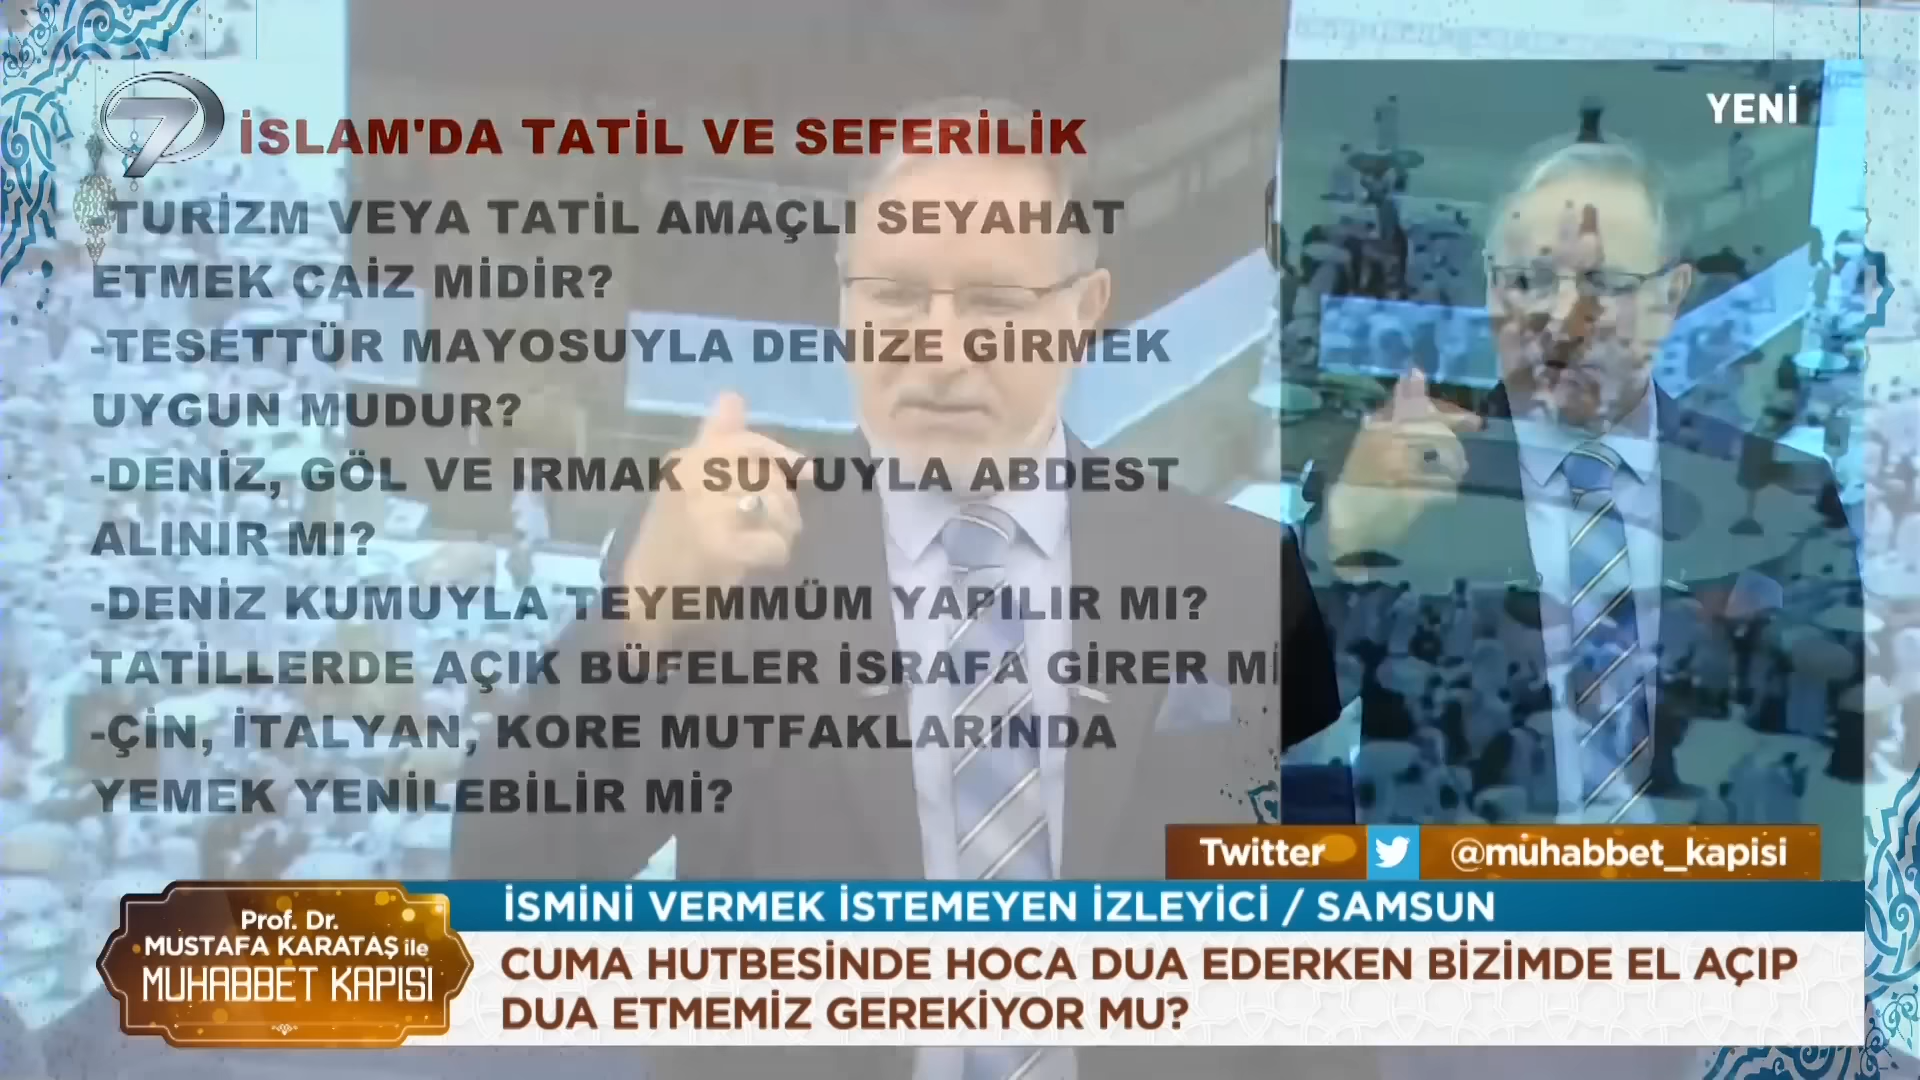 7
YENİ
İSLAM'DA TATİL VE SEFERİLİK
-TURİZM VEYA TATİL AMAÇLI SEYAHAT
ETMEK CAİZ MİDİR?
-TESETTÜR MAYOSUYLA DENİZE GİRMEK
UYGUN MUDUR?
-DENİZ, GÖL VE IRMAK SUYUYLA ABDEST
ALINIR MI?
-DENİZ KUMUYLA TEYEMMÜM YAPILIR MI?
TATİLLERDE AÇIK BÜFELER İSRAFA GİRER Mİ
-ÇİN, İTALYAN, KORE MUTFAKLARINDA
YEMEK YENİLEBİLİR Mİ?
Twitter @muhabbet_kapisi
İSMİNİ VERMEK İSTEMEYEN İZLEYİCİ / SAMSUN
Prof. Dr.
MUSTAFA KARATAŞ ile
MUHABBET KAPISI
CUMA HUTBESİNDE HOCA DUA EDERKEN BİZİMDE EL AÇIP
DUA ETMEMİZ GEREKİYOR MU?